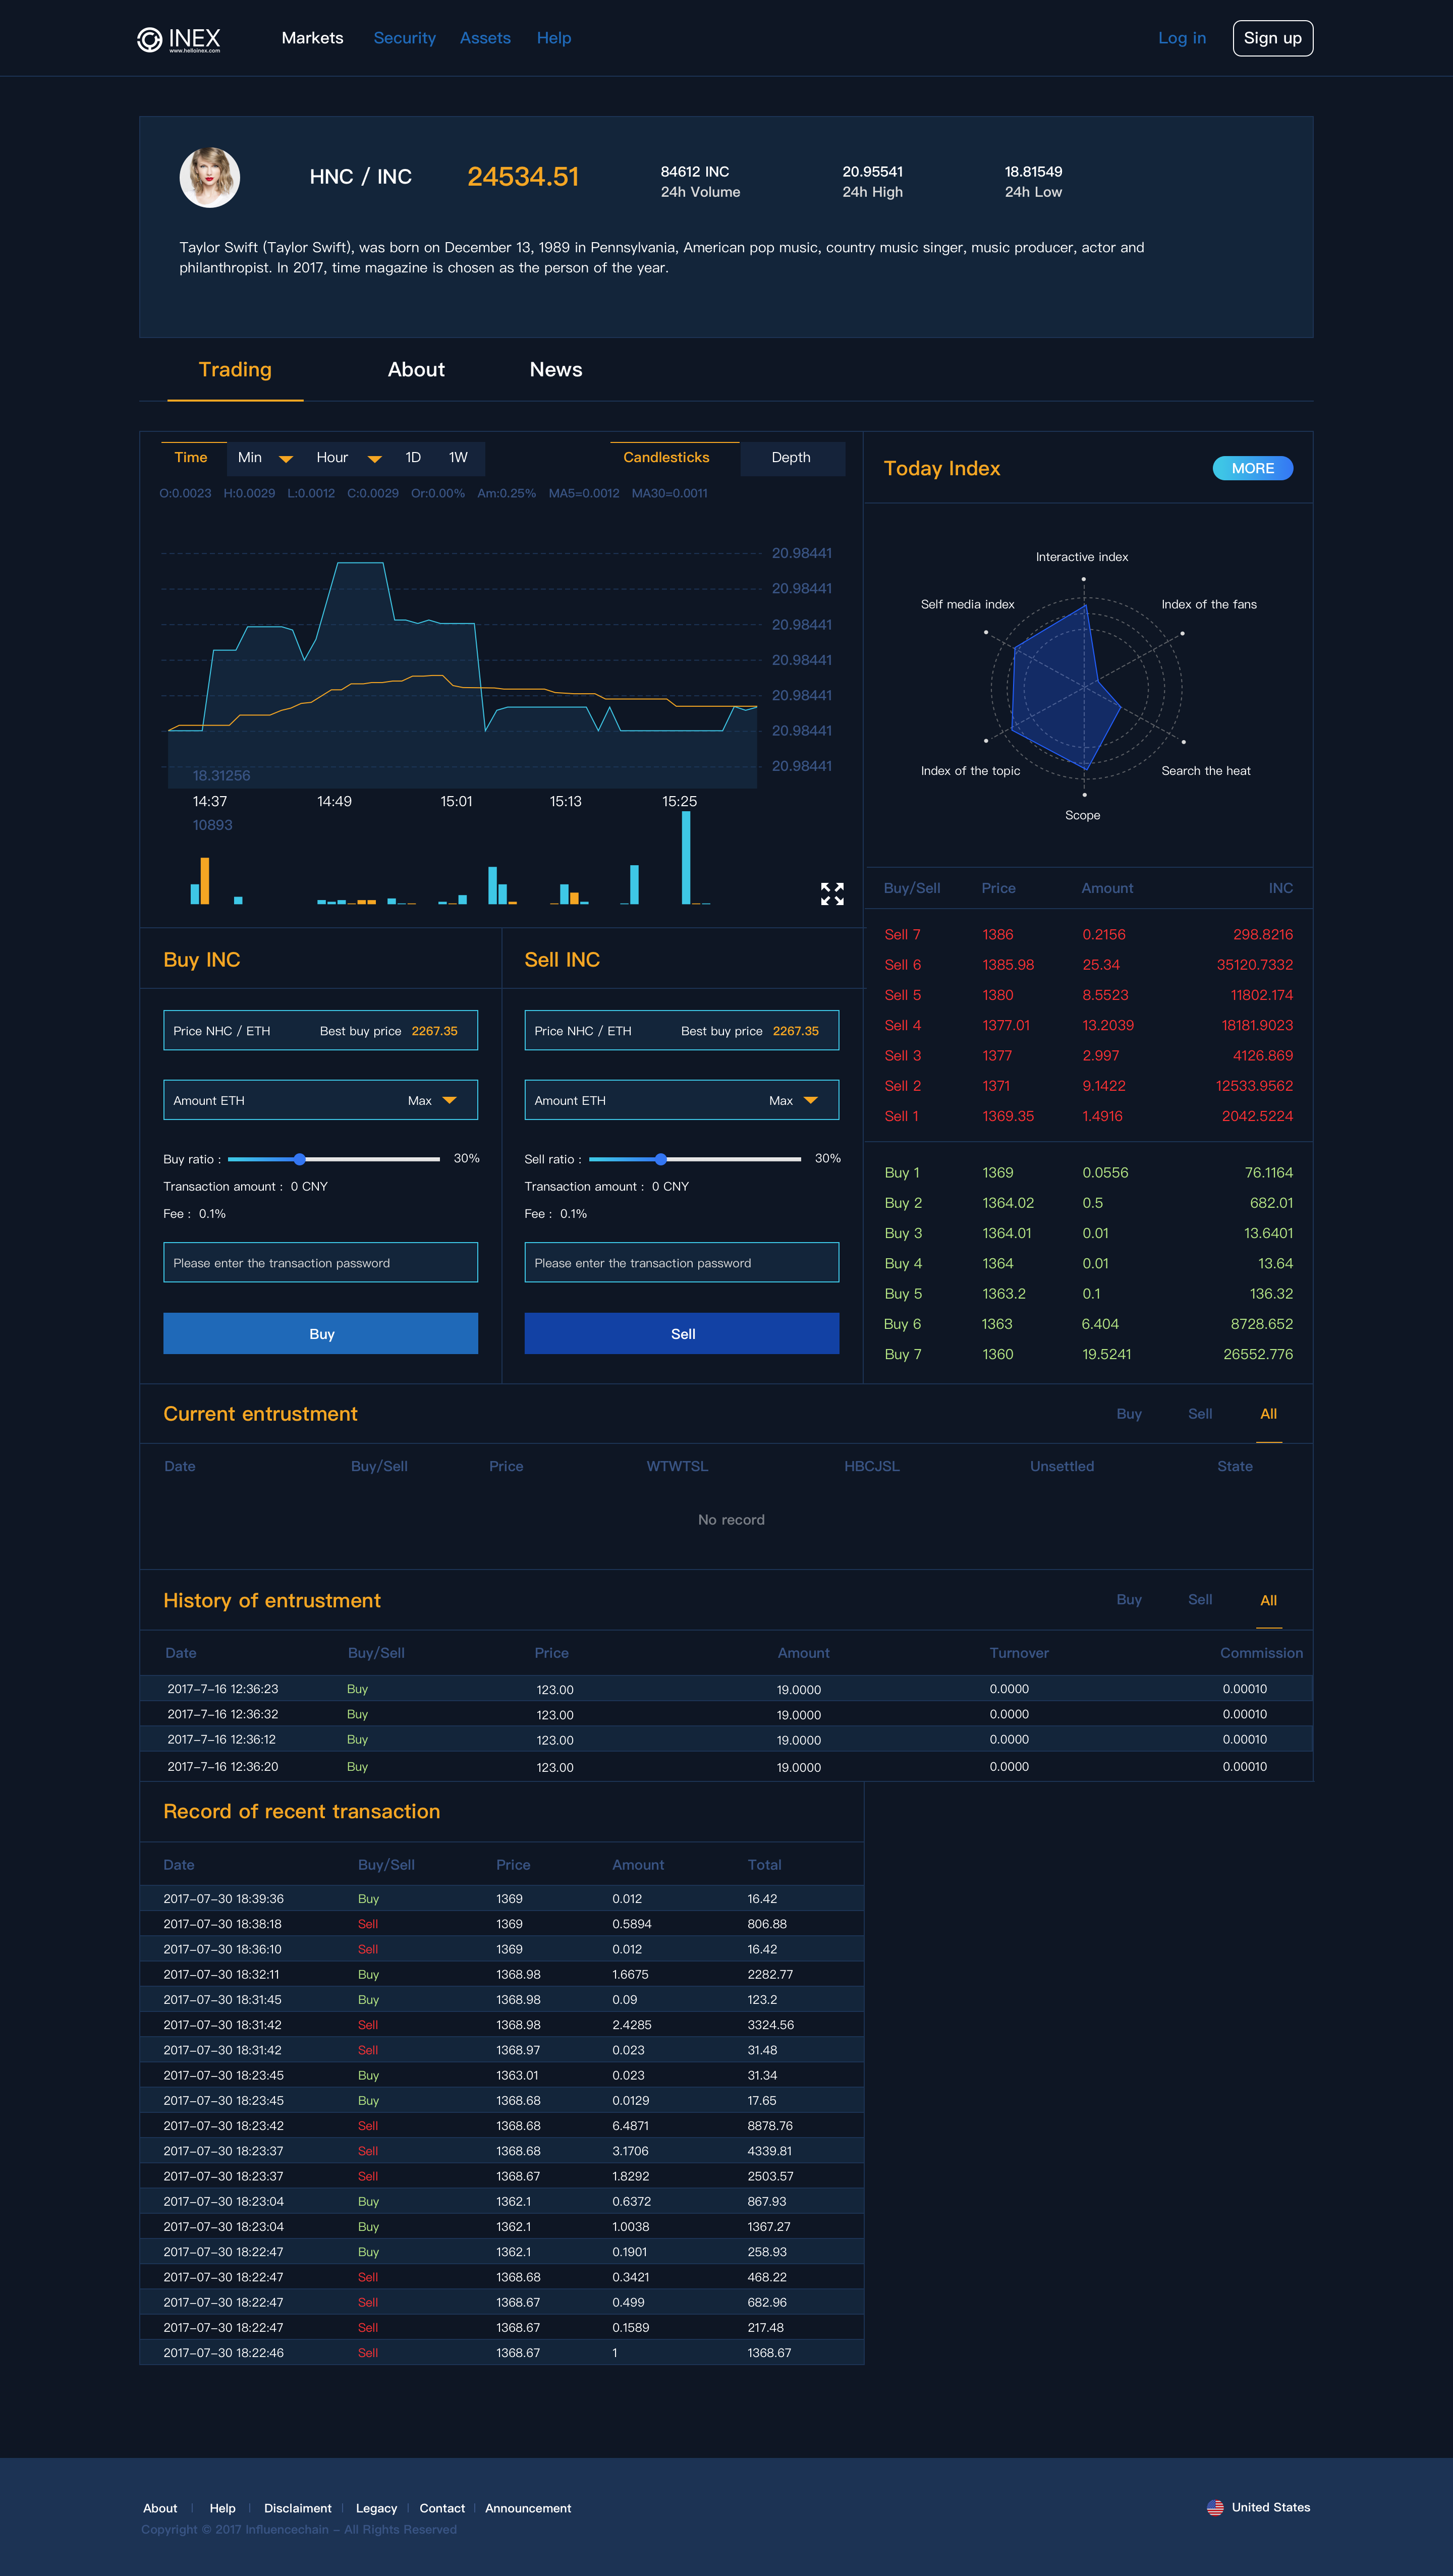 INEX
www.helloinex.com
Markets Security Assets Help
Log in Sign up
HNC / INC 24534.51
84612 INC 20.95541 18.81549
24h Volume 24h High 24h Low
Taylor Swift (Taylor Swift), was born on December 13, 1989 in Pennsylvania, American pop music, country music singer, music producer, actor and
philanthropist. In 2017, time magazine is chosen as the person of the year.
Trading About News
Time Min Hour 1D 1W Candlesticks Depth
O:0.0023 H:0.0029 L:0.0012 C:0.0029 Or:0.00% Am:0.25% MA5=0.0012 MA30=0.0011
20.98441
20.98441
20.98441
20.98441
20.98441
20.98441
20.98441
18.31256
14:37 14:49 15:01 15:13 15:25
10893
Today Index MORE
Interactive index
Self media index Index of the fans
Index of the topic Search the heat
Scope
Buy/Sell Price Amount INC
Sell 7 1386 0.2156 298.8216
Sell 6 1385.98 25.34 35120.7332
Sell 5 1380 8.5523 11802.174
Sell 4 1377.01 13.2039 18181.9023
Sell 3 1377 2.997 4126.869
Sell 2 1371 9.1422 12533.9562
Sell 1 1369.35 1.4916 2042.5224
Buy 1 1369 0.0556 76.1164
Buy 2 1364.02 0.5 682.01
Buy 3 1364.01 0.01 13.6401
Buy 4 1364 0.01 13.64
Buy 5 1363.2 0.1 136.32
Buy 6 1363 6.404 8728.652
Buy 7 1360 19.5241 26552.776
Buy INC
Price NHC / ETH Best buy price 2267.35
Amount ETH Max
Buy ratio : 30%
Transaction amount : 0 CNY
Fee : 0.1%
Please enter the transaction password
Buy
Sell INC
Price NHC / ETH Best buy price 2267.35
Amount ETH Max
Sell ratio : 30%
Transaction amount : 0 CNY
Fee : 0.1%
Please enter the transaction password
Sell
Current entrustment Buy Sell All
Date Buy/Sell Price WTWTSL HBCJSL Unsettled State
No record
History of entrustment Buy Sell All
Date Buy/Sell Price Amount Turnover Commission
2017-7-16 12:36:23 Buy 123.00 19.0000 0.0000 0.00010
2017-7-16 12:36:32 Buy 123.00 19.0000 0.0000 0.00010
2017-7-16 12:36:12 Buy 123.00 19.0000 0.0000 0.00010
2017-7-16 12:36:20 Buy 123.00 19.0000 0.0000 0.00010
Record of recent transaction
Date Buy/Sell Price Amount Total
2017-07-30 18:39:36 Buy 1369 0.012 16.42
2017-07-30 18:38:18 Sell 1369 0.5894 806.88
2017-07-30 18:36:10 Sell 1369 0.012 16.42
2017-07-30 18:32:11 Buy 1368.98 1.6675 2282.77
2017-07-30 18:31:45 Buy 1368.98 0.09 123.2
2017-07-30 18:31:42 Sell 1368.98 2.4285 3324.56
2017-07-30 18:31:42 Sell 1368.97 0.023 31.48
2017-07-30 18:23:45 Buy 1363.01 0.023 31.34
2017-07-30 18:23:45 Buy 1368.68 0.0129 17.65
2017-07-30 18:23:42 Sell 1368.68 6.4871 8878.76
2017-07-30 18:23:37 Sell 1368.68 3.1706 4339.81
2017-07-30 18:23:37 Sell 1368.67 1.8292 2503.57
2017-07-30 18:23:04 Buy 1362.1 0.6372 867.93
2017-07-30 18:23:04 Buy 1362.1 1.0038 1367.27
2017-07-30 18:22:47 Buy 1362.1 0.1901 258.93
2017-07-30 18:22:47 Sell 1368.68 0.3421 468.22
2017-07-30 18:22:47 Sell 1368.67 0.499 682.96
2017-07-30 18:22:47 Sell 1368.67 0.1589 217.48
2017-07-30 18:22:46 Sell 1368.67 1 1368.67
About | Help | Disclaiment | Legacy | Contact | Announcement
United States
Copyright © 2017 Influencechain - All Rights Reserved